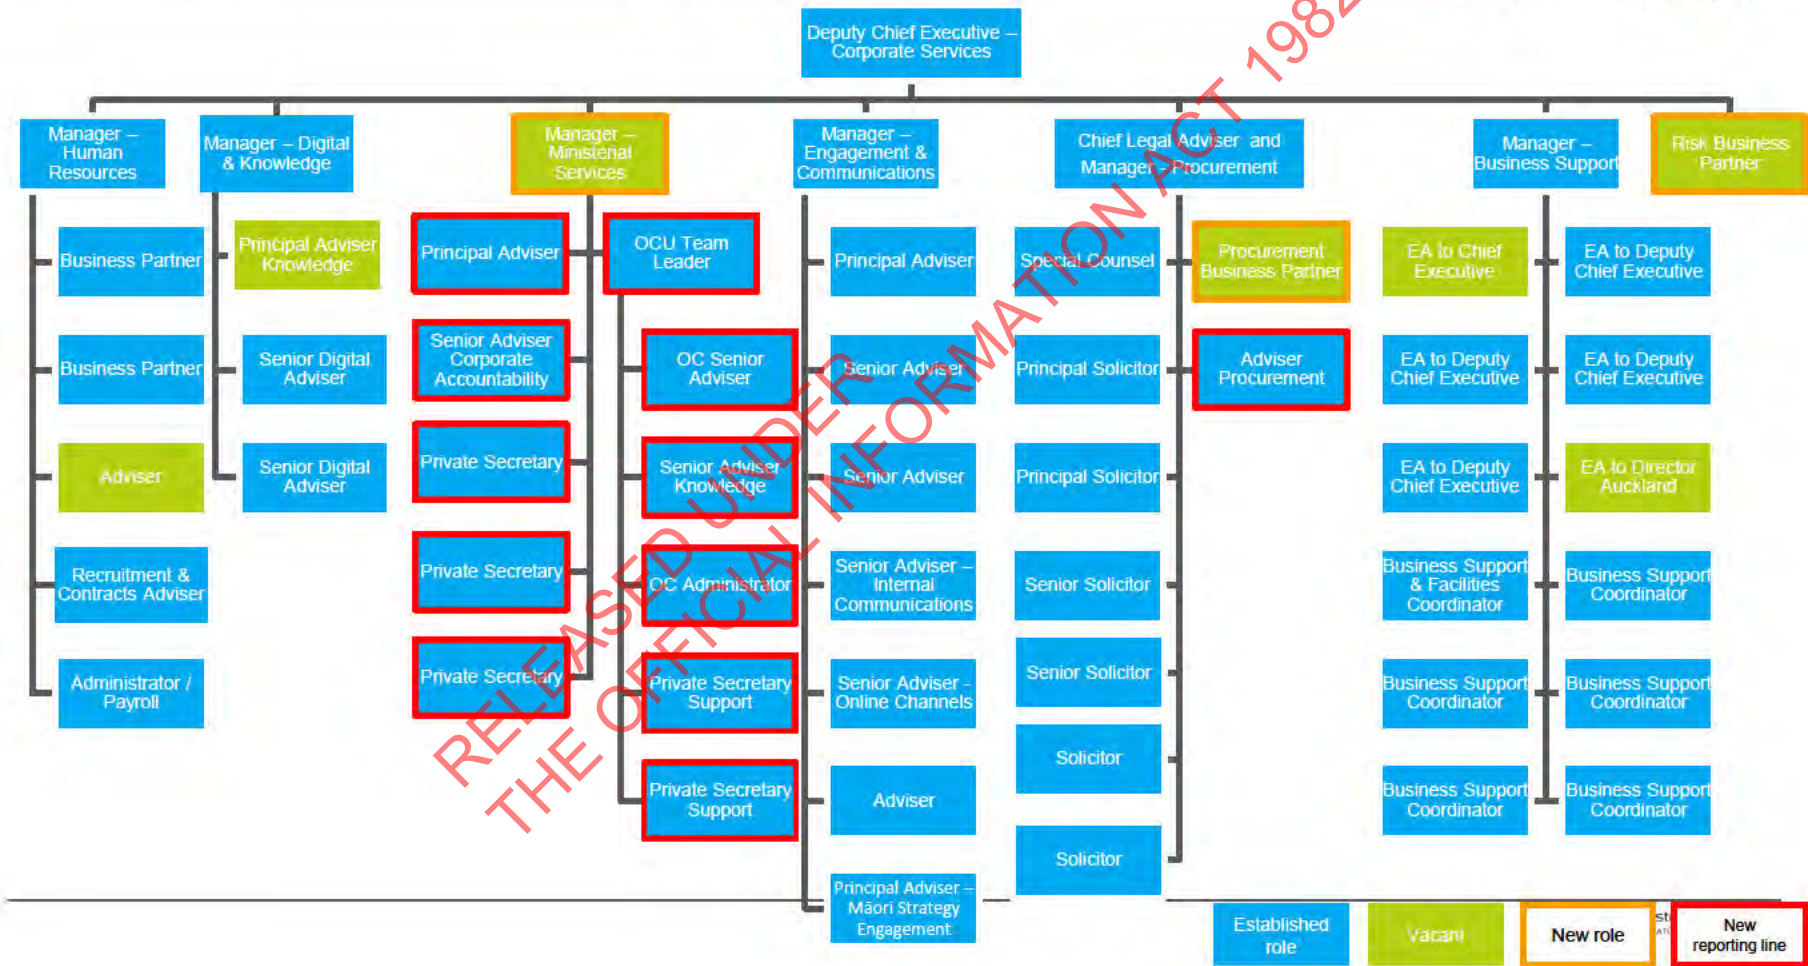 Deputy Chief Executive –
Corporate Services
Manager –
Human
Resources
Manager – Digital
& Knowledge
Manager –
Ministerial
Services
Manager –
Engagement &
Communications
Chief Legal Adviser and
Manager – Procurement
Manager –
Business Support
Risk Business
Partner
Business Partner
Business Partner
Adviser
Recruitment &
Contracts Adviser
Administrator /
Payroll
Principal Adviser
Knowledge
Senior Digital
Adviser
Senior Digital
Adviser
Principal Adviser
Senior Adviser
Corporate
Accountability
Private Secretary
Private Secretary
Private Secretary
OCU Team
Leader
OC Senior
Adviser
Senior Adviser
Knowledge
OC Administrator
Private Secretary
Support
Private Secretary
Support
Principal Adviser
Senior Adviser
Senior Adviser
Senior Adviser –
Internal
Communications
Senior Adviser -
Online Channels
Adviser
Principal Adviser –
Māori Strategy
Engagement
Special Counsel
Principal Solicitor
Principal Solicitor
Senior Solicitor
Senior Solicitor
Solicitor
Solicitor
Procurement
Business Partner
Adviser
Procurement
EA to Chief
Executive
EA to Deputy
Chief Executive
EA to Deputy
Chief Executive
Business Support
& Facilities
Coordinator
Business Support
Coordinator
Business Support
Coordinator
EA to Deputy
Chief Executive
EA to Deputy
Chief Executive
EA to Director
Auckland
Business Support
Coordinator
Business Support
Coordinator
Business Support
Coordinator
RELEASED UNDER
THE OFFICIAL INFORMATION ACT 1982
Established
role
Vacant
New role
New
reporting line